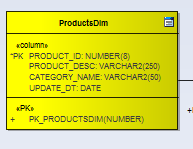 ProductsDim
«column»
*PK PRODUCT_ID: NUMBER(8)
PRODUCT_DESC: VARCHAR2(250)
CATEGORY_NAME: VARCHAR2(50)
UPDATE_DT: DATE
«PK»
+ PK_PRODUCTSDIM(NUMBER)